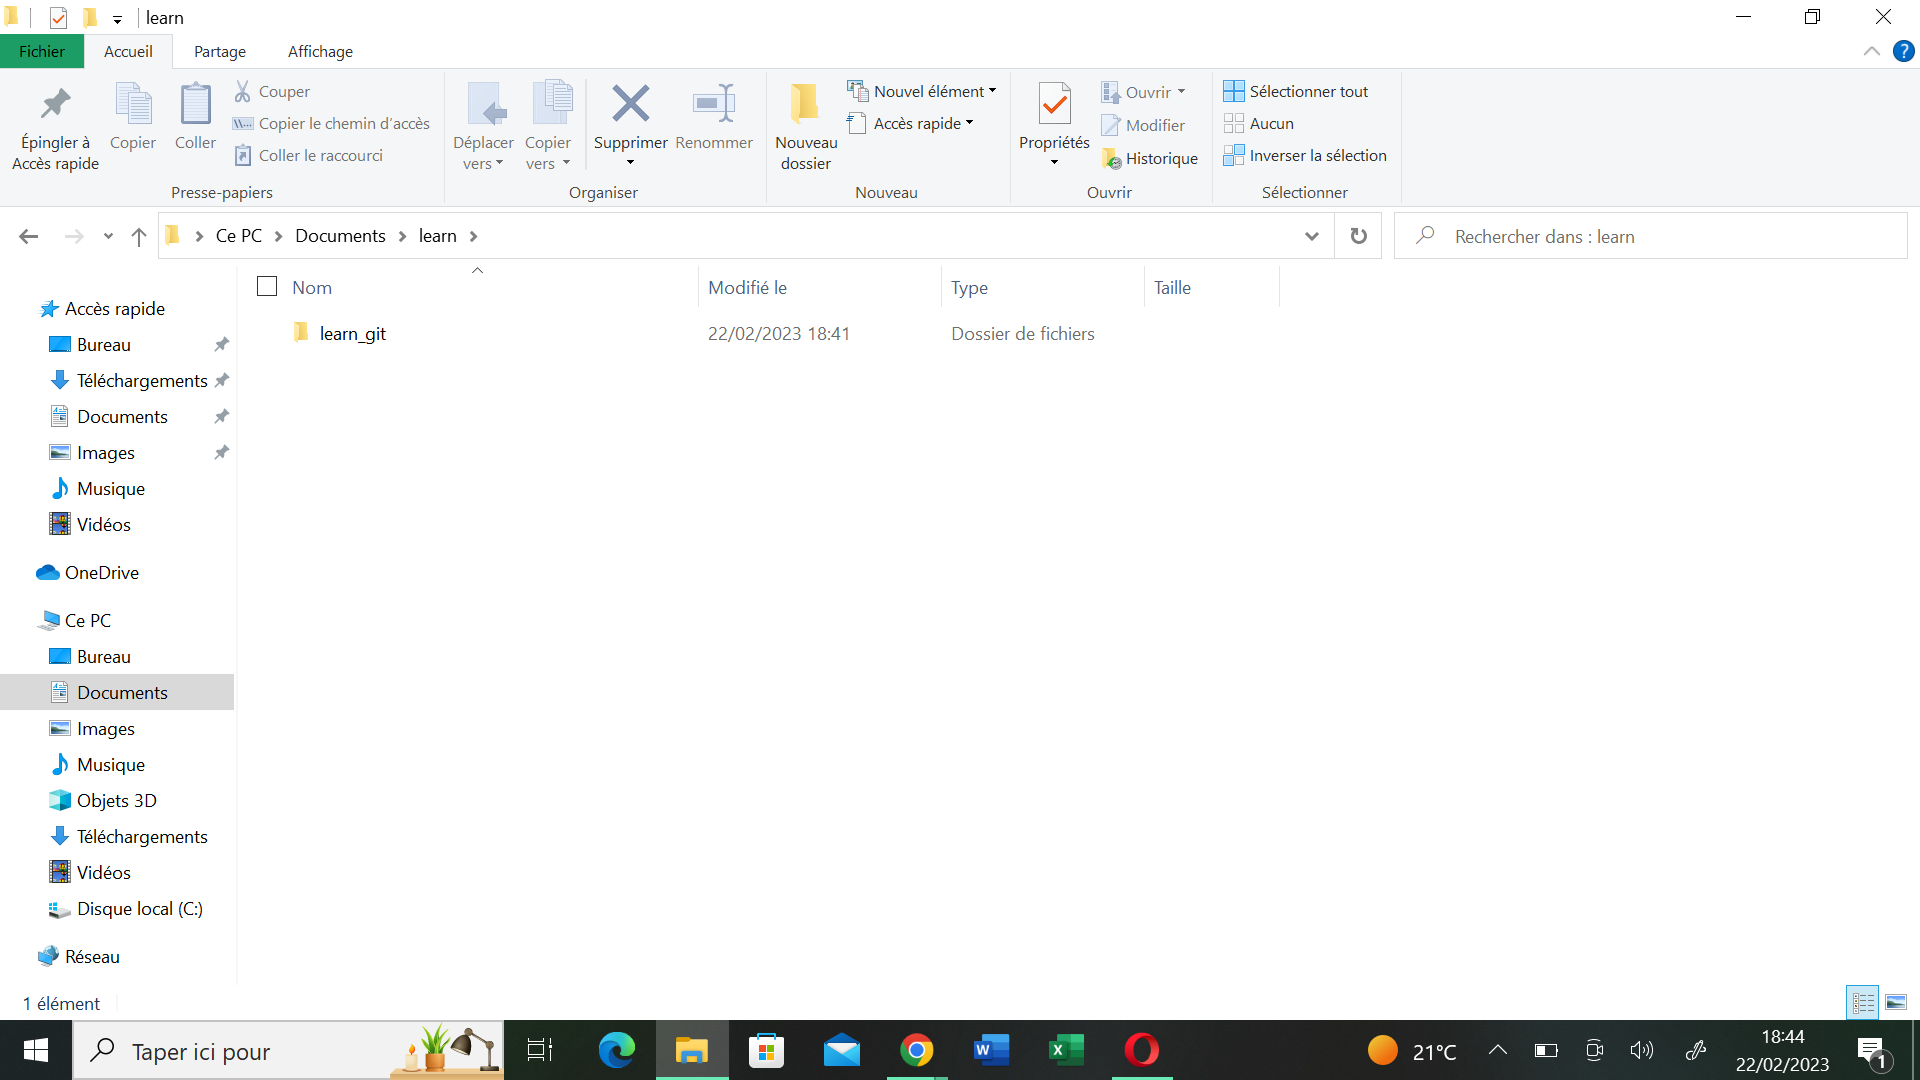 learn
Fichier Accueil Partage Affichage
Épingler à
Accès rapide
Copier
Coller
Couper
Copier le chemin d'accès
Coller le raccourci
Presse-papiers
Déplacer
vers
Copier
vers
Supprimer
Renommer
Organiser
Nouveau
dossier
Nouvel élément
Accès rapide
Nouveau
Propriétés
Ouvrir
Modifier
Historique
Ouvrir
Sélectionner tout
Aucun
Inverser la sélection
Sélectionner
Ce PC Documents learn
Rechercher dans : learn
Nom Modifié le Type Taille
learn_git 22/02/2023 18:41 Dossier de fichiers
Accès rapide
Bureau
Téléchargements
Documents
Images
Musique
Vidéos
OneDrive
Ce PC
Bureau
Documents
Images
Musique
Objets 3D
Téléchargements
Vidéos
Disque local (C:)
Réseau
1 élément
Taper ici pour
21°C
18:44
22/02/2023
1